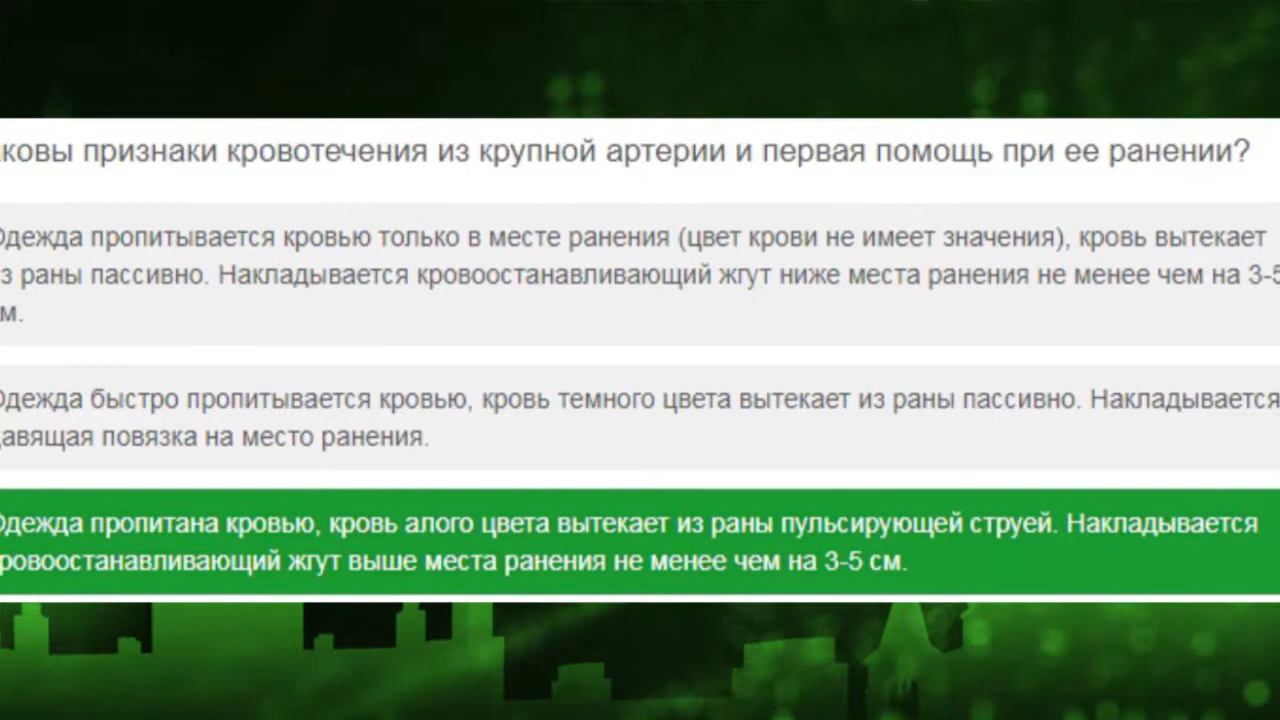 аковы признаки кровотечения из крупной артерии и первая помощь при ее ранении?
Одежда пропитывается кровью только в месте ранения (цвет крови не имеет значения), кровь вытекает
з раны пассивно. Накладывается кровоостанавливающий жгут ниже места ранения не менее чем на 3-5
м.
Одежда быстро пропитывается кровью, кровь темного цвета вытекает из раны пассивно. Накладывается
давящая повязка на место ранения.
Одежда пропитана кровью, кровь алого цвета вытекает из раны пульсирующей струей. Накладывается
ровоостанавливающий жгут выше места ранения не менее чем на 3-5 см.